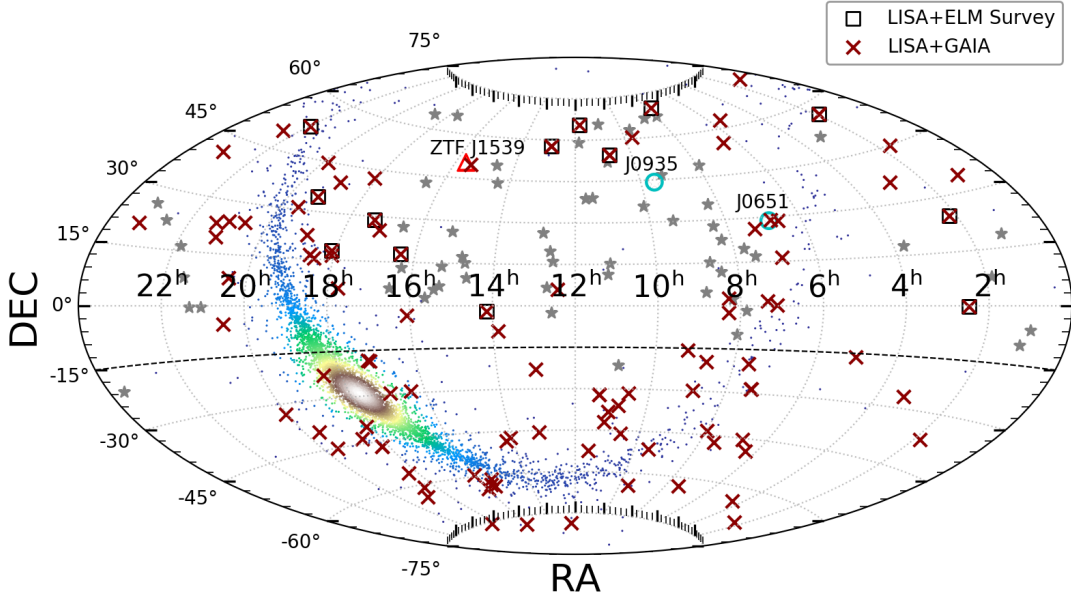 LISA+ELM Survey
LISA+GAIA
75°
60°
45°
30°
15°
0°
-15°
-30°
-45°
-60°
-75°
ZTF J1539
J0935
J0651
22h 20h 18h 16h 14h 12h 10h 8h 6h 4h 2h
DEC
RA